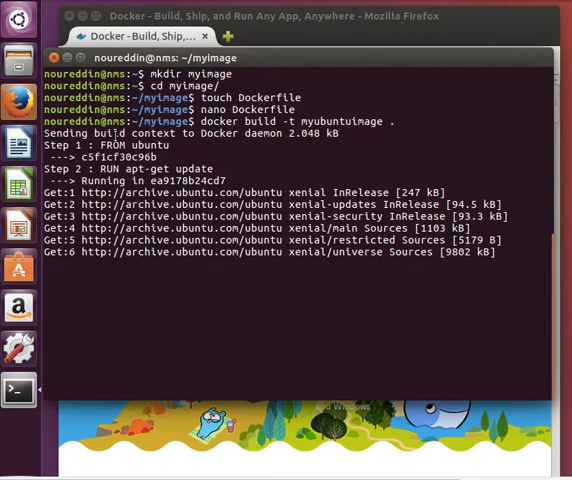 Docker - Build, Ship, and Run Any App, Anywhere - Mozilla Firefox
Docker - Build, Ship,...
noureddin@nms: ~/myimage
noureddin@nms:~$ mkdir myimage
noureddin@nms:~$ cd myimage/
noureddin@nms:~/myimage$ touch Dockerfile
noureddin@nms:~/myimage$ nano Dockerfile
noureddin@nms:~/myimage$ docker build -t myubuntuimage .
Sending build context to Docker daemon 2.048 kB
Step 1 : FROM ubuntu
---> c5f1cf30c96b
Step 2 : RUN apt-get update
---> Running in ea9178b24cd7
Get:1 http://archive.ubuntu.com/ubuntu xenial InRelease [247 kB]
Get:2 http://archive.ubuntu.com/ubuntu xenial-updates InRelease [94.5 kB]
Get:3 http://archive.ubuntu.com/ubuntu xenial-security InRelease [93.3 kB]
Get:4 http://archive.ubuntu.com/ubuntu xenial/main Sources [1103 kB]
Get:5 http://archive.ubuntu.com/ubuntu xenial/restricted Sources [5179 B]
Get:6 http://archive.ubuntu.com/ubuntu xenial/universe Sources [9802 kB]
and Windows